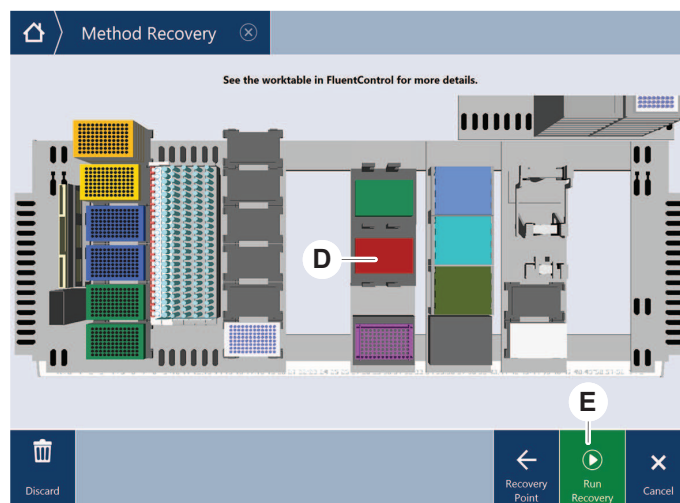 Method Recovery
See the worktable in FluentControl for more details.
D
E
Discard
Recovery
Point
Run
Recovery
Cancel